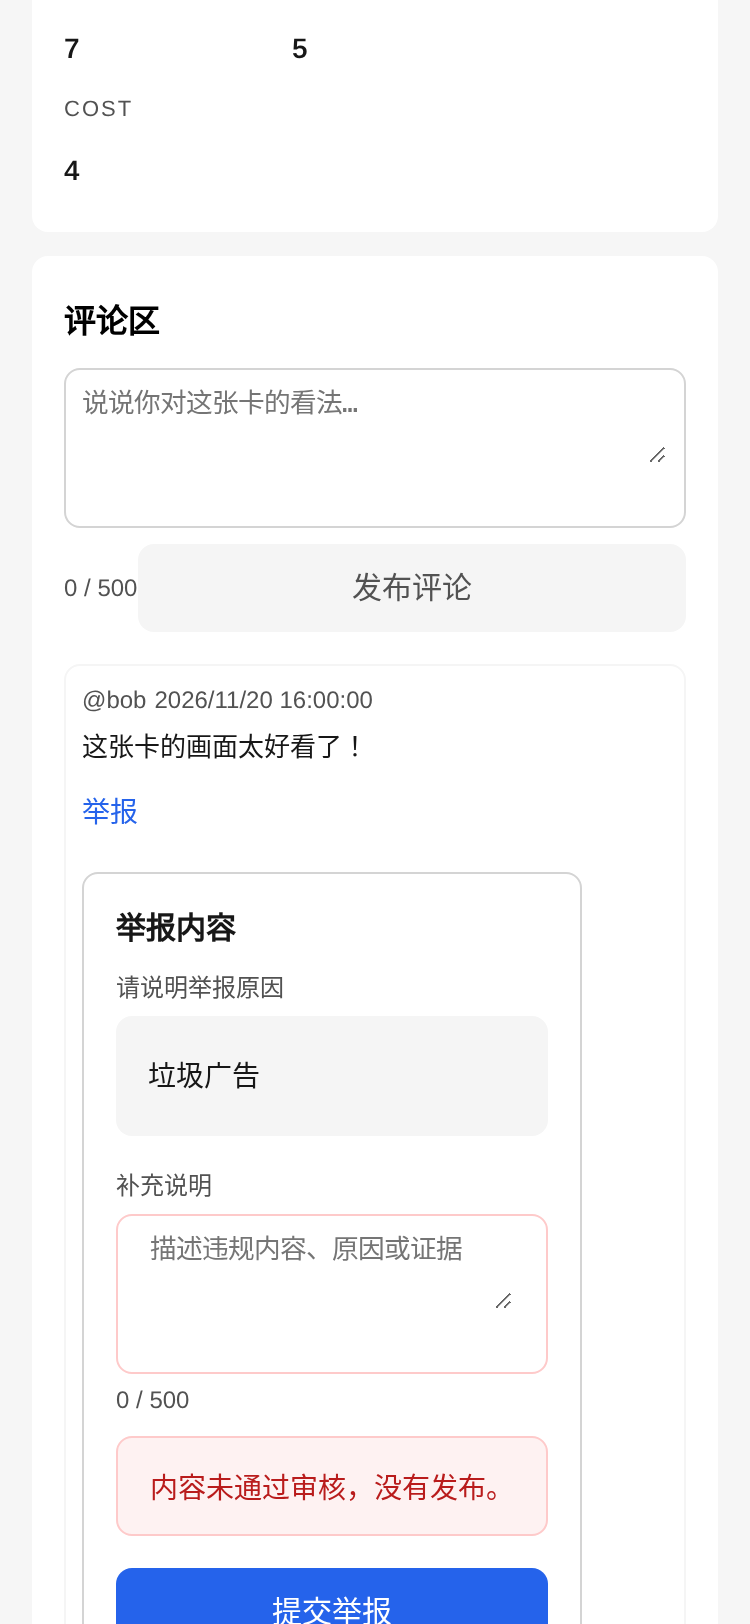 7 5
COST
4
评论区
说说你对这张卡的看法…
0 / 500 发布评论
@bob 2026/11/20 16:00:00
这张卡的画面太好看了！
举报
举报内容
请说明举报原因
垃圾广告
补充说明
描述违规内容、原因或证据
0 / 500
内容未通过审核，没有发布。
提交举报